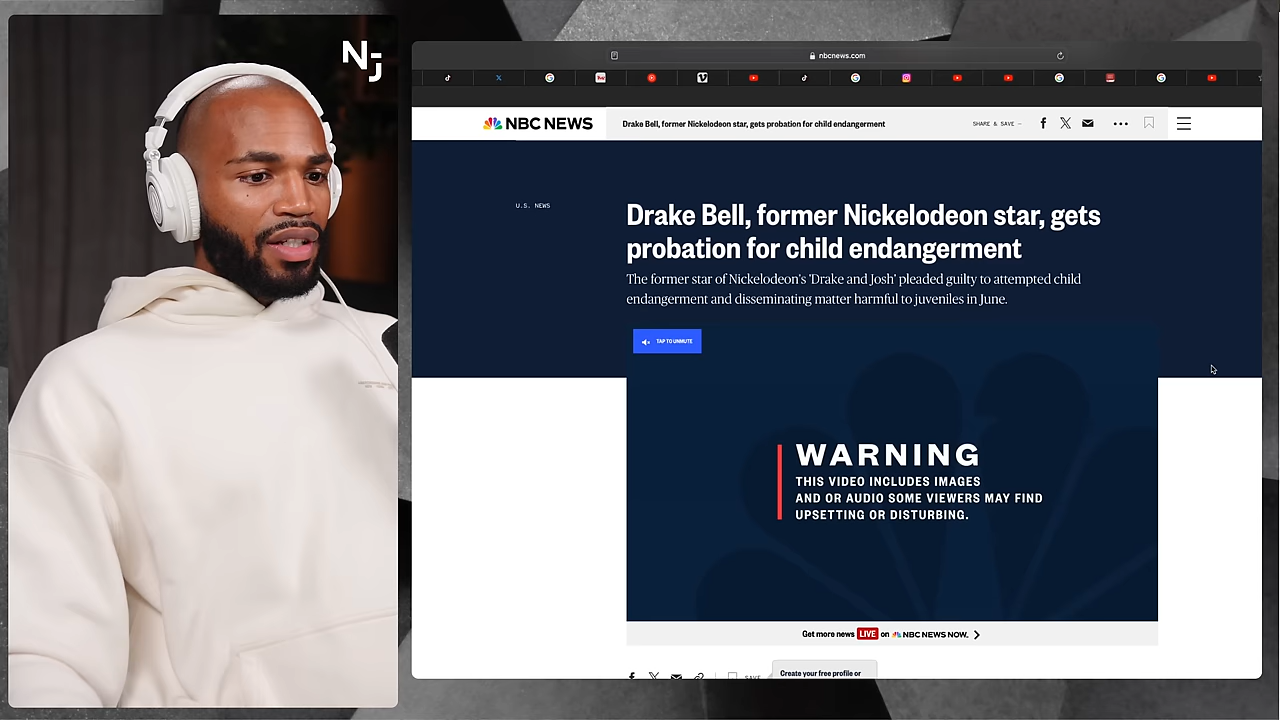 NJ
nbcnews.com
NBC NEWS
Drake Bell, former Nickelodeon star, gets probation for child endangerment
SHARE & SAVE –
U.S. NEWS
Drake Bell, former Nickelodeon star, gets
probation for child endangerment
The former star of Nickelodeon's 'Drake and Josh' pleaded guilty to attempted child
endangerment and disseminating matter harmful to juveniles in June.
TAP TO UNMUTE
WARNING
THIS VIDEO INCLUDES IMAGES
AND OR AUDIO SOME VIEWERS MAY FIND
UPSETTING OR DISTURBING.
Get more news LIVE on NBC NEWS NOW.
SAVE
Create your free profile or